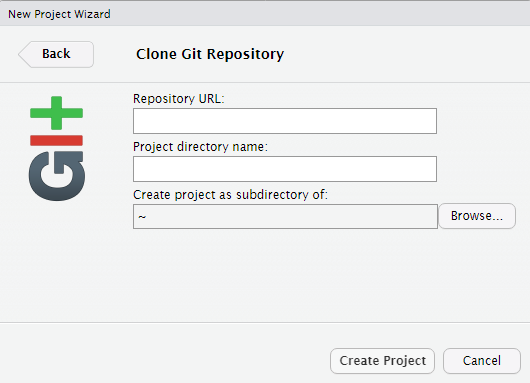 New Project Wizard
Back
Clone Git Repository
Repository URL:
Project directory name:
Create project as subdirectory of:
~
Browse...
GIT
Create Project
Cancel